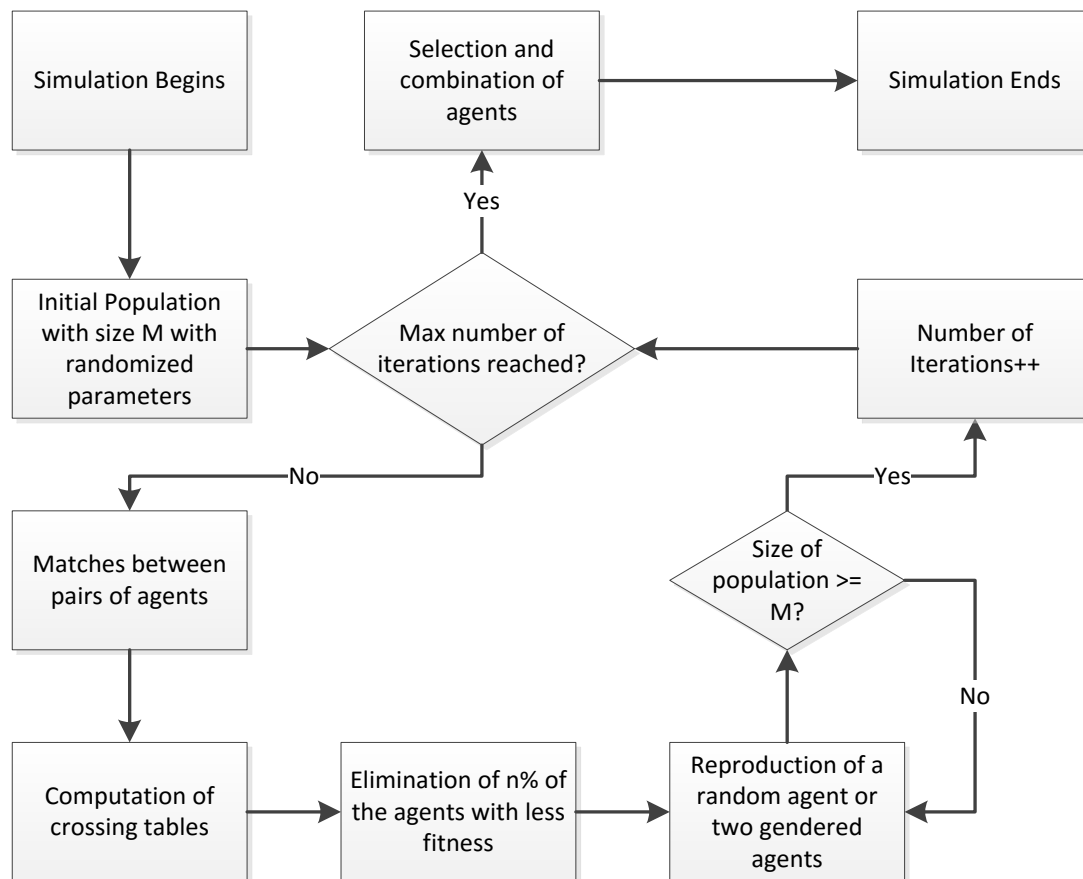 Simulation Begins
Selection and
combination of
agents
Simulation Ends
Yes
Initial Population
with size M with
randomized
parameters
Max number of
iterations reached?
Number of
Iterations++
No
Yes
Matches between
pairs of agents
Size of
population >=
M?
No
Computation of
crossing tables
Elimination of n% of
the agents with less
fitness
Reproduction of a
random agent or
two gendered
agents